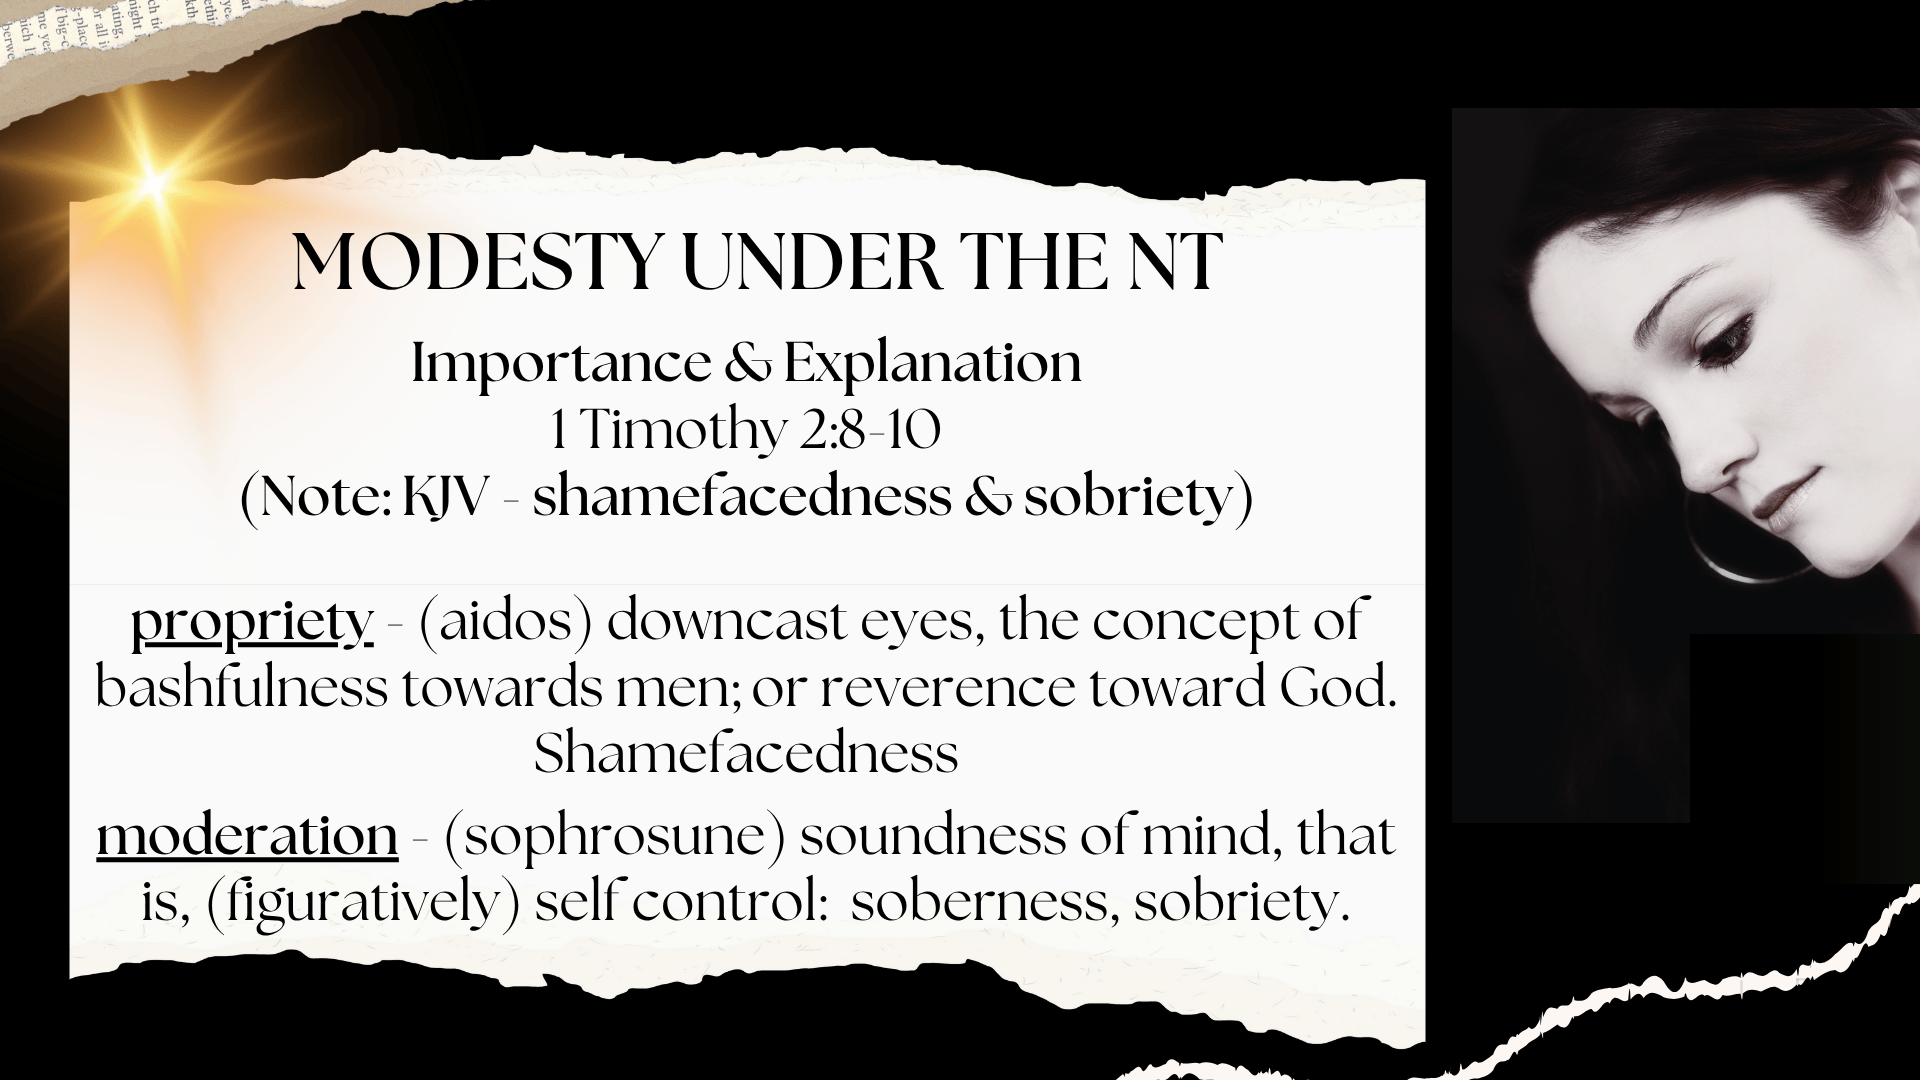 MODESTY UNDER THE NT
Importance & Explanation
1 Timothy 2:8-10
(Note: KJV - shamefacedness & sobriety)
propriety - (aidos) downcast eyes, the concept of
bashfulness towards men; or reverence toward God.
Shamefacedness
moderation - (sophrosune) soundness of mind, that
is, (figuratively) self control:  soberness, sobriety.